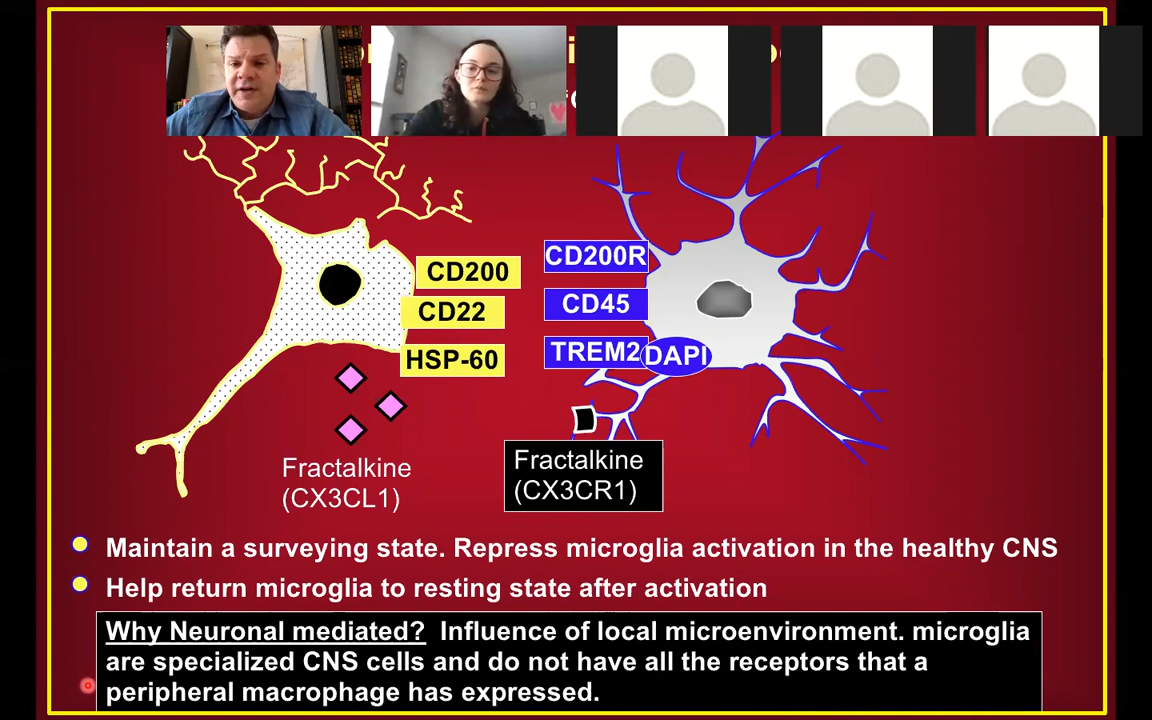 CD200R
CD200
CD45
CD22
TREM2
DAPI
HSP-60
Fractalkine
(CX3CL1)
Fractalkine
(CX3CR1)
Maintain a surveying state. Repress microglia activation in the healthy CNS
Help return microglia to resting state after activation
Why Neuronal mediated? Influence of local microenvironment. microglia
are specialized CNS cells and do not have all the receptors that a
peripheral macrophage has expressed.